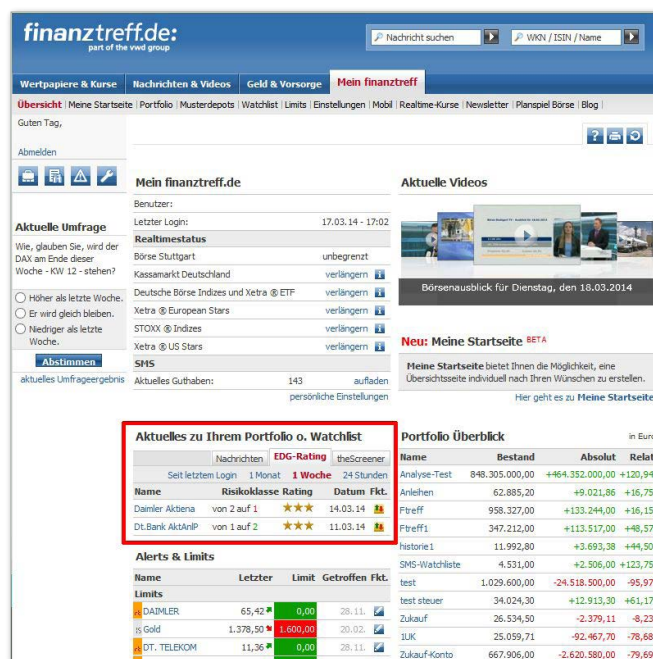 finanztreff.de:
part of the vwd group
Nachricht suchen
WKN / ISIN / Name
Wertpapiere & Kurse Nachrichten & Videos Geld & Vorsorge Mein finanztreff
Übersicht | Meine Startseite | Portfolio | Musterdepots | Watchlist | Limits | Einstellungen | Mobil | Realtime-Kurse | Newsletter | Planspiel Börse | Blog |
Guten Tag,
Abmelden
Aktuelle Umfrage
Wie, glauben Sie, wird der
DAX am Ende dieser
Woche - KW 12 - stehen?
Höher als letzte Woche.
Er wird gleich bleiben.
Niedriger als letzte
Woche.
Abstimmen
aktuelles Umfrageergebnis
Mein finanztreff.de
Benutzer:
Letzter Login: 17.03.14 - 17:02
Realtimestatus
Börse Stuttgart unbegrenzt
Kassamarkt Deutschland verlängern
Deutsche Börse Indizes und Xetra ® ETF verlängern
Xetra ® European Stars verlängern
STOXX ® Indizes verlängern
Xetra ® US Stars verlängern
SMS
Aktuelles Guthaben: 143 aufladen
persönliche Einstellungen
Aktuelle Videos
Börsenausblick für Dienstag, den 18.03.2014
Neu: Meine Startseite BETA
Meine Startseite bietet Ihnen die Möglichkeit, eine
Übersichtsseite individuell nach Ihren Wünschen zu erstellen.
Hier geht es zu Meine Startseite
Aktuelles zu Ihrem Portfolio o. Watchlist
Nachrichten EDG-Rating theScreener
Seit letztem Login 1 Monat 1 Woche 24 Stunden
Name Risikoklasse Rating Datum Fkt.
Daimler Aktiena von 2 auf 1 14.03.14
Dt.Bank AktAnlP von 1 auf 2 11.03.14
Alerts & Limits
Name Letzter Limit Getroffen Fkt.
Limits
DAIMLER 65,42 0,00 28.11.
Gold 1.378,50 1.600,00 20.02.
DT. TELEKOM 11,36 0,00 28.11.
Portfolio Überblick in Euro
Name Bestand Absolut Relat
Analyse-Test 848.305.000,00 +464.352.000,00 +120,94
Anleihen 62.885,20 +9.021,86 +16,75
Ftreff 958.327,00 +133.244,00 +16,15
Ftreff1 347.212,00 +113.517,00 +48,57
historie1 11.992,80 +3.693,38 +44,50
SMS-Watchliste 4.531,00 +2.506,00 +123,75
test 1.029.600,00 -24.518.500,00 -95,97
test steuer 34.024,30 +12.913,30 +61,17
Zukauf 26.534,50 -2.379,11 -8,23
1UK 25.059,71 -92.467,70 -78,68
Zukauf-Konto 667.906,00 -2.620.580,00 -79,69